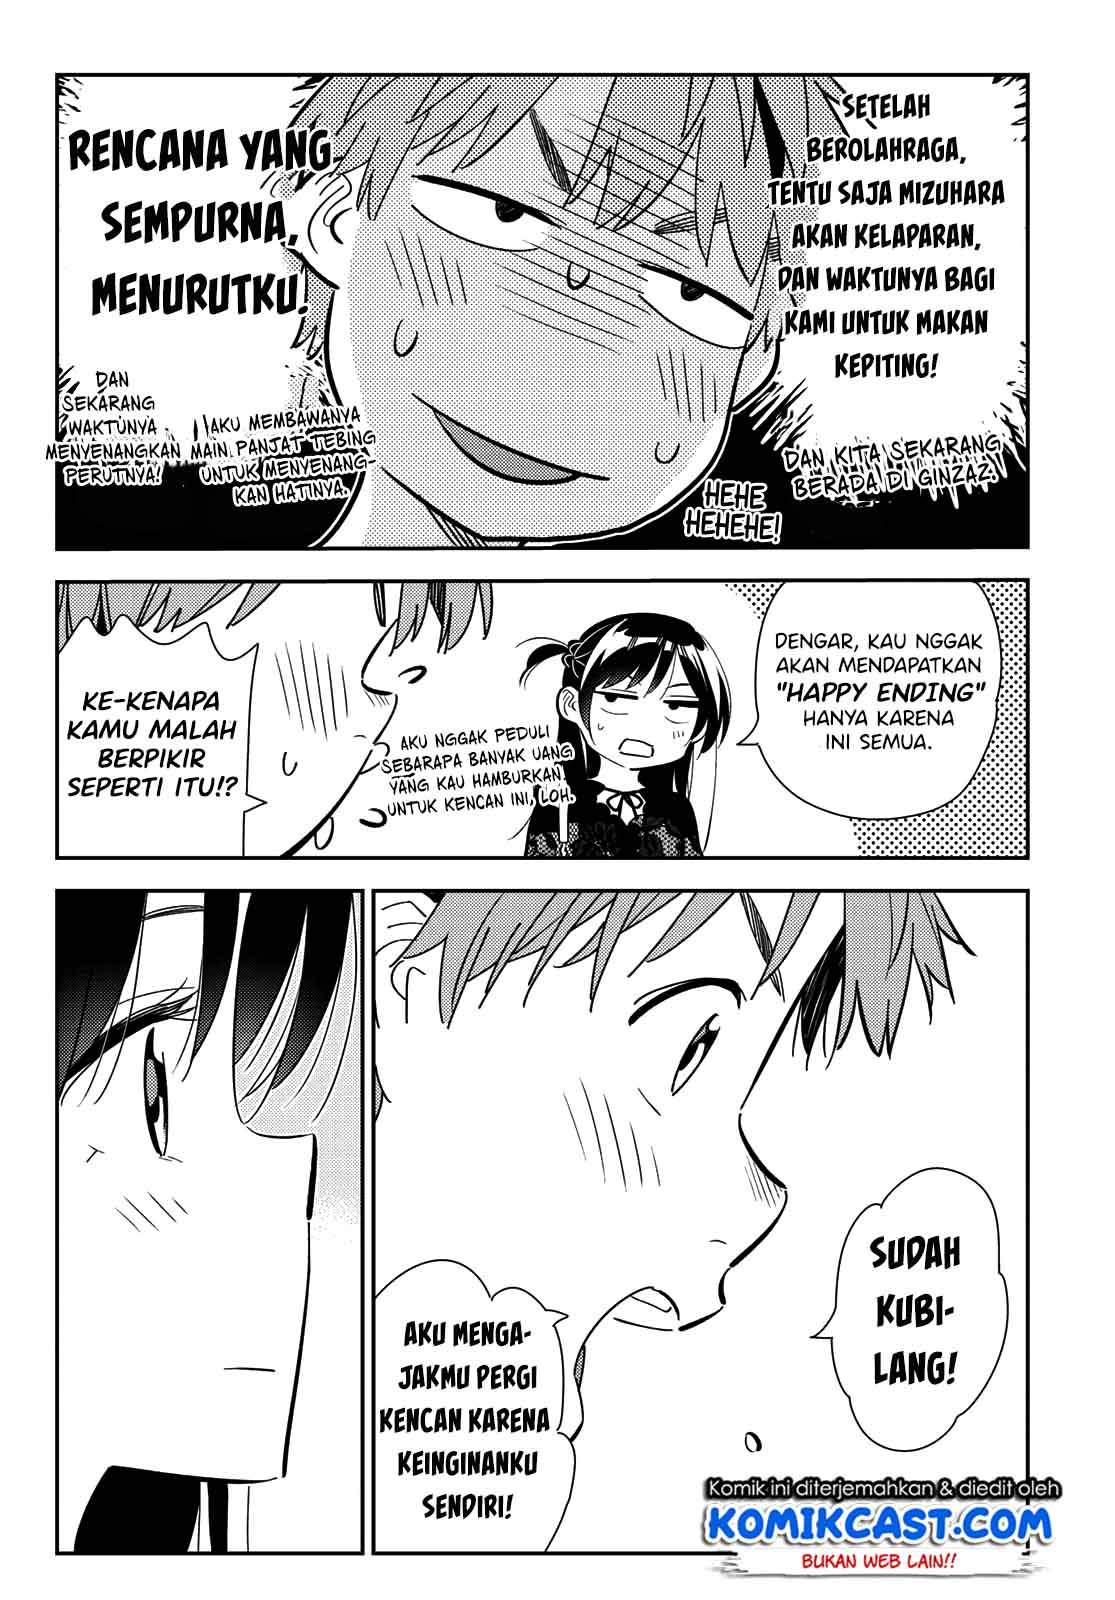 SETELAH
BEROLAHRAGA,
TENTU SAJA MIZUHARA
AKAN KELAPARAN,
DAN WAKTUNYA BAGI
KAMI UNTUK MAKAN
KEPITING!
DAN KITA SEKARANG
BERADA DI GINZAZ.
HEHE
HEHEHE!
RENCANA YANG
SEMPURNA,
MENURUTKU!
AKU MEMBAWANYA
MAIN PANJAT TEBING
UNTUK MENYENANG-
KAN HATINYA.
DAN
SEKARANG
WAKTUNYA
MENYENANGKAN
PERUTNYA!
DENGAR, KAU NGGAK
AKAN MENDAPATKAN
"HAPPY ENDING"
HANYA KARENA
INI SEMUA.
AKU NGGAK PEDULI
SEBARAPA BANYAK UANG
YANG KAU HAMBURKAN
UNTUK KENCAN INI, LOH.
KE-KENAPA
KAMU MALAH
BERPIKIR
SEPERTI ITU!?
SUDAH
KUBI-
LANG!
AKU MENGA-
JAKMU PERGI
KENCAN KARENA
KEINGINANKU
SENDIRI!
Komik ini diterjemahkan & diedit oleh
KOMIKCAST.COM
BUKAN WEB LAIN!!